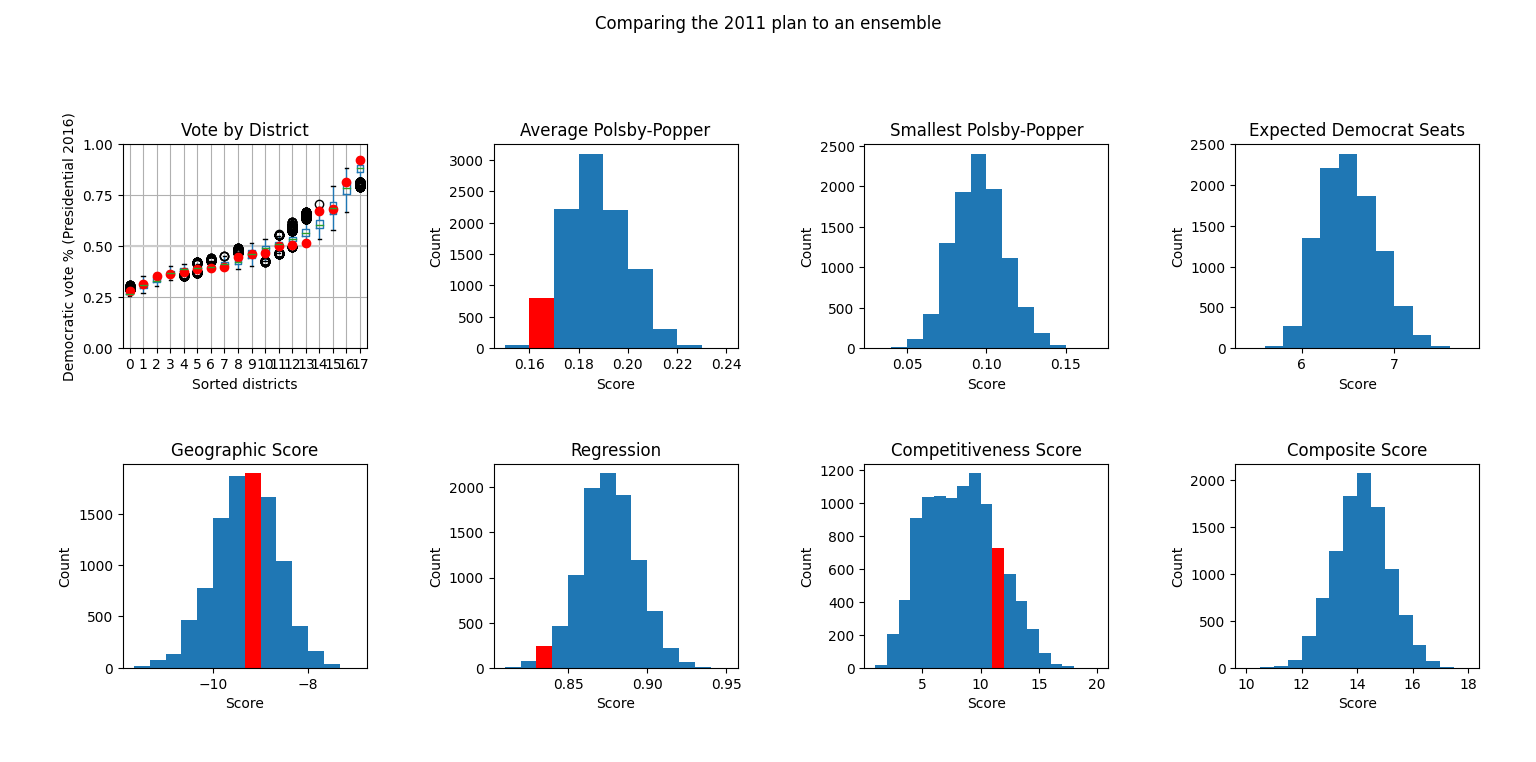 Comparing the 2011 plan to an ensemble
Vote by District
Democratic vote % (Presidential 2016)
1.00
0.75
0.50
0.25
0.00
0 1 2 3 4 5 6 7 8 9 10 11 12 13 14 15 16 17
Sorted districts
Average Polsby-Popper
Count
3000
2500
2000
1500
1000
500
0
0.16 0.18 0.20 0.22 0.24
Score
Smallest Polsby-Popper
Count
2500
2000
1500
1000
500
0
0.05 0.10 0.15
Score
Expected Democrat Seats
Count
2500
2000
1500
1000
500
0
6 7
Score
Geographic Score
Count
1500
1000
500
0
−10 −8
Score
Regression
Count
2000
1500
1000
500
0
0.85 0.90 0.95
Score
Competitiveness Score
Count
1200
1000
800
600
400
200
0
5 10 15 20
Score
Composite Score
Count
2000
1500
1000
500
0
10 12 14 16 18
Score